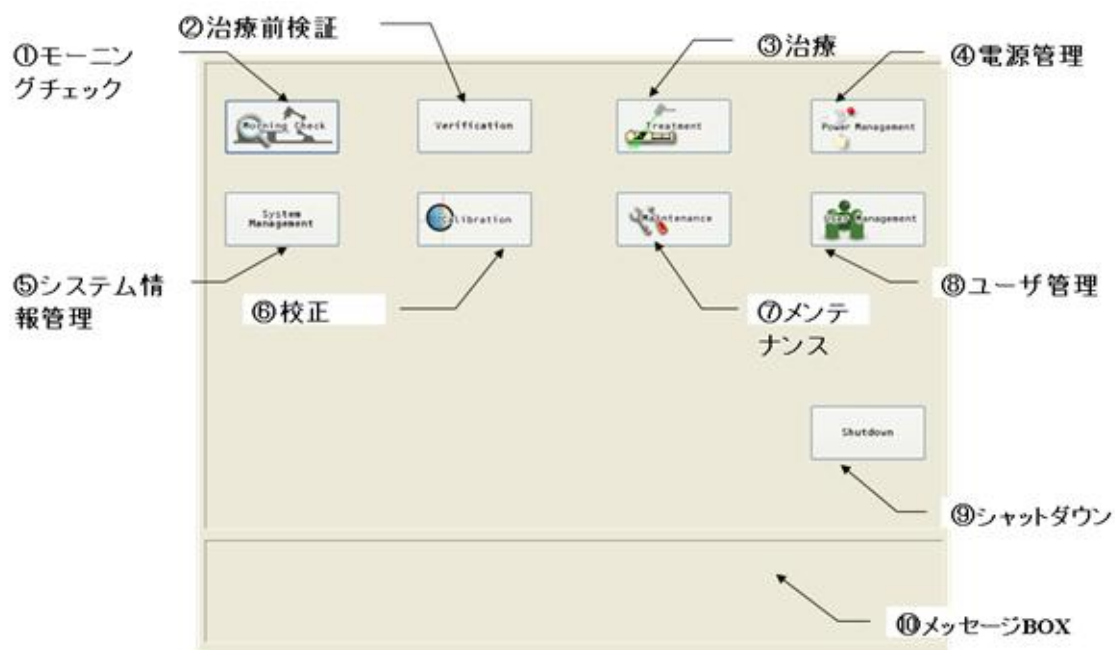 ②治療前検証
①モーニン
グチェック
③治療
④電源管理
Morning Check
Verification
Treatment
Power Management
System
Management
Calibration
Maintenance
User Management
⑤システム情
報管理
⑥校正
⑦メンテ
ナンス
⑧ユーザ管理
Shutdown
⑨シャットダウン
⑩メッセージBOX